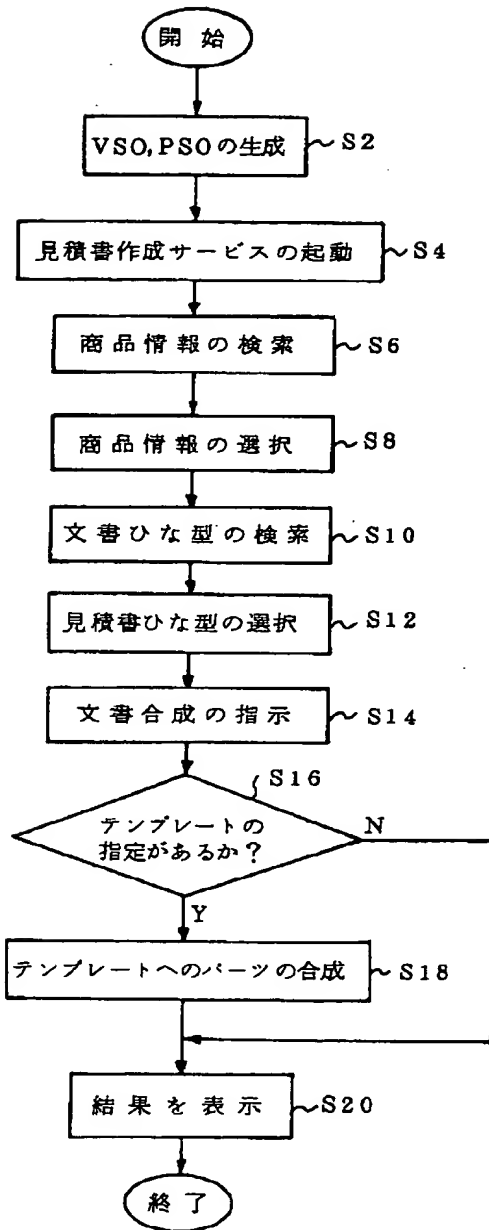 開始
VSO,PSOの生成
S2
見積書作成サービスの起動
S4
商品情報の検索
S6
商品情報の選択
S8
文書ひな型の検索
S10
見積書ひな型の選択
S12
文書合成の指示
S14
S16
テンプレートの
指定があるか?
N
Y
テンプレートへのパーツの合成
S18
結果を表示
S20
終了